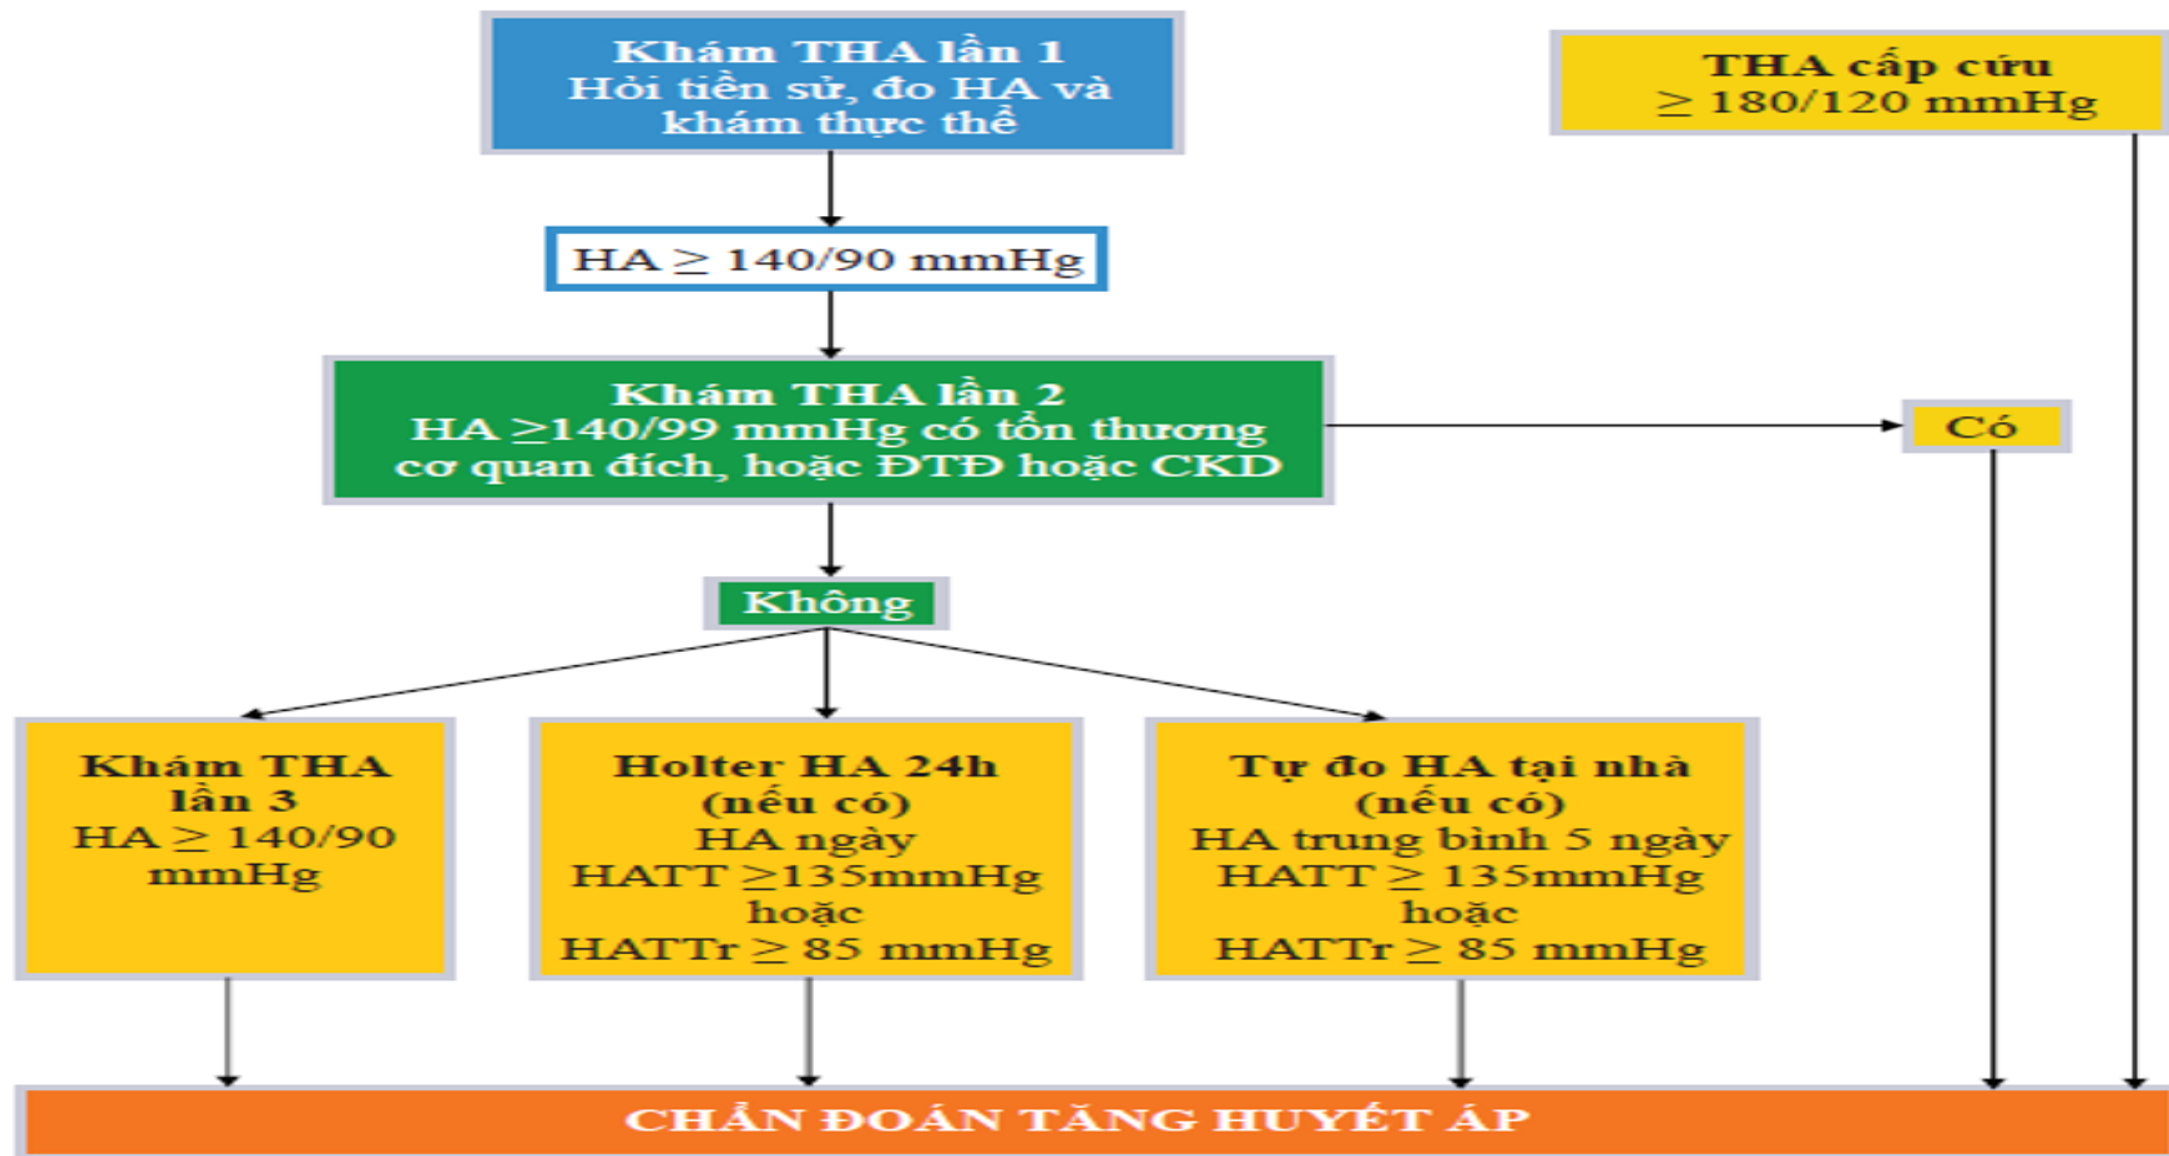 Khám THA lần 1
Hỏi tiền sử, đo HA và
khám thực thể
THA cấp cứu
≥ 180/120 mmHg
HA ≥ 140/90 mmHg
Khám THA lần 2
HA ≥140/99 mmHg có tổn thương
cơ quan đích, hoặc ĐTĐ hoặc CKD
Có
Không
Khám THA
lần 3
HA ≥ 140/90
mmHg
Holter HA 24h
(nếu có)
HA ngày
HATT ≥135mmHg
hoặc
HATTr ≥ 85 mmHg
Tự đo HA tại nhà
(nếu có)
HA trung bình 5 ngày
HATT ≥ 135mmHg
hoặc
HATTr ≥ 85 mmHg
CHẨN ĐOÁN TĂNG HUYẾT ÁP